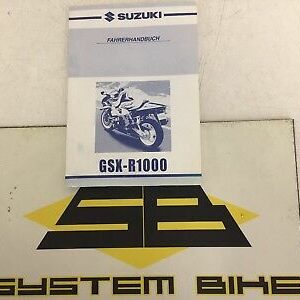 SUZUKI
FAHRERHANDBUCH
GSX-R1000
SB
SYSTEM BIKE